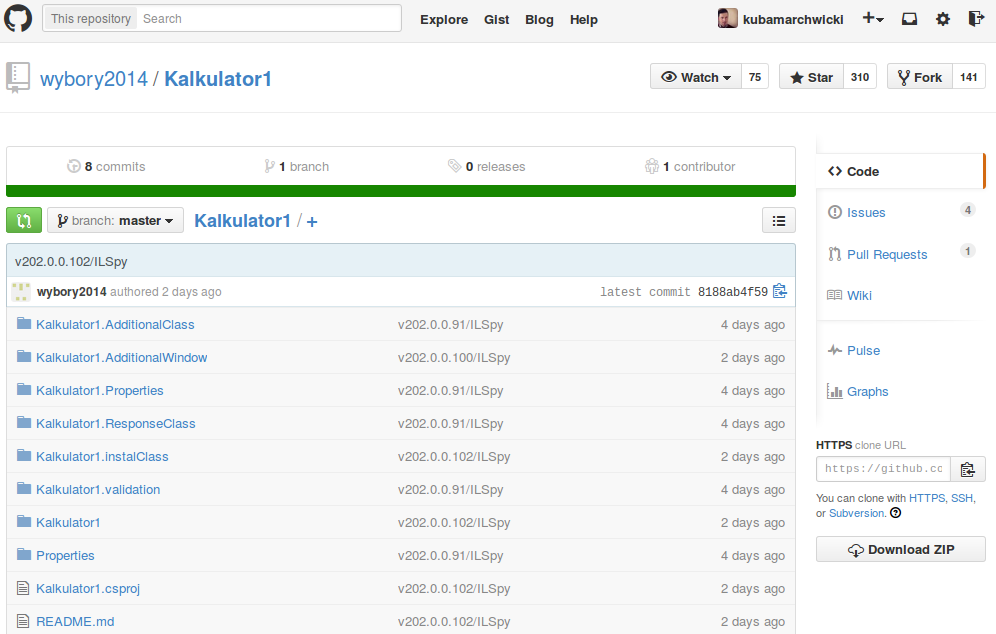 This repository Search Explore Gist Blog Help kubamarchwicki
wybory2014 / Kalkulator1 Watch 75 Star 310 Fork 141
8 commits 1 branch 0 releases 1 contributor
branch: master Kalkulator1 / +
v202.0.0.102/ILSpy
wybory2014 authored 2 days ago latest commit 8188ab4f59
Kalkulator1.AdditionalClass v202.0.0.91/ILSpy 4 days ago
Kalkulator1.AdditionalWindow v202.0.0.100/ILSpy 2 days ago
Kalkulator1.Properties v202.0.0.91/ILSpy 4 days ago
Kalkulator1.ResponseClass v202.0.0.91/ILSpy 4 days ago
Kalkulator1.instalClass v202.0.0.102/ILSpy 2 days ago
Kalkulator1.validation v202.0.0.91/ILSpy 4 days ago
Kalkulator1 v202.0.0.102/ILSpy 2 days ago
Properties v202.0.0.91/ILSpy 4 days ago
Kalkulator1.csproj v202.0.0.102/ILSpy 2 days ago
README.md v202.0.0.102/ILSpy 2 days ago
Code
Issues 4
Pull Requests 1
Wiki
Pulse
Graphs
HTTPS clone URL
https://github.cc
You can clone with HTTPS, SSH,
or Subversion.
Download ZIP